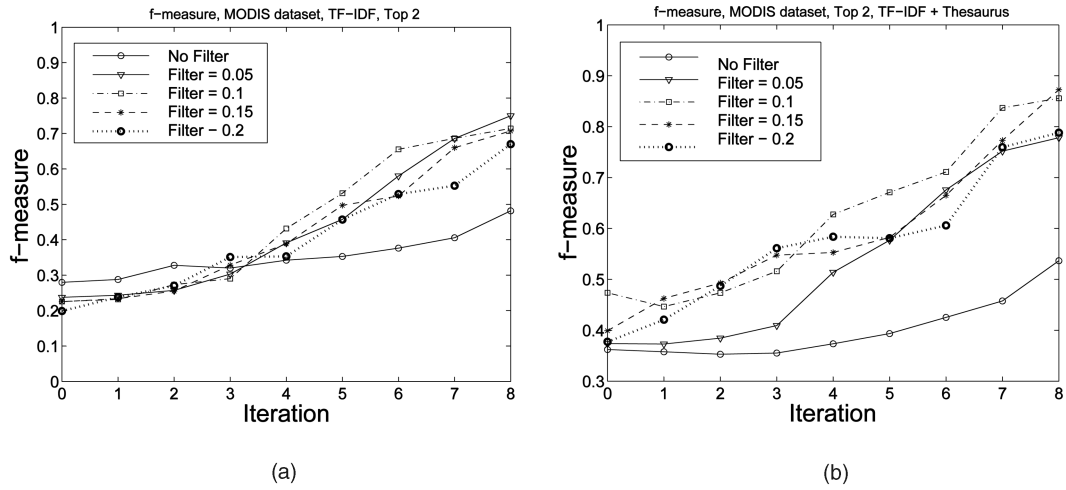 f−measure, MODIS dataset, TF−IDF, Top 2
1
0.9
0.8
0.7
0.6
0.5
0.4
0.3
0.2
0.1
0
f−measure
No Filter
Filter = 0.05
Filter = 0.1
Filter = 0.15
Filter − 0.2
0 1 2 3 4 5 6 7 8
Iteration
(a)
f−measure, MODIS dataset, Top 2, TF−IDF + Thesaurus
1
0.9
0.8
0.7
0.6
0.5
0.4
0.3
f−measure
No Filter
Filter = 0.05
Filter = 0.1
Filter = 0.15
Filter − 0.2
0 1 2 3 4 5 6 7 8
Iteration
(b)